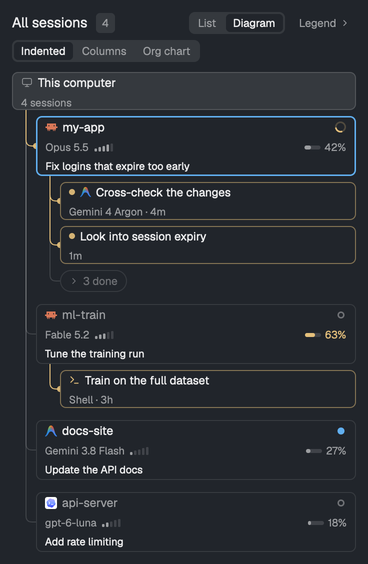 All sessions 4 List Diagram Legend
Indented Columns Org chart
This computer
4 sessions
my-app
Opus 5.5 42%
Fix logins that expire too early
Cross-check the changes
Gemini 4 Argon · 4m
Look into session expiry
1m
3 done
ml-train
Fable 5.2 63%
Tune the training run
Train on the full dataset
Shell · 3h
docs-site
Gemini 3.8 Flash 27%
Update the API docs
api-server
gpt-6-luna 18%
Add rate limiting